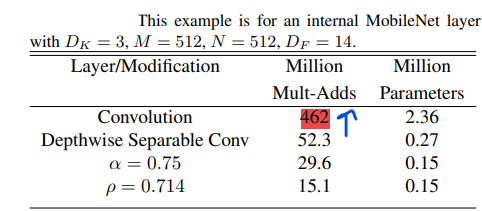 This example is for an internal MobileNet layer
with D_K = 3, M = 512, N = 512, D_F = 14.
Layer/Modification Million Million
Mult-Adds Parameters
Convolution 462 2.36
Depthwise Separable Conv 52.3 0.27
α = 0.75 29.6 0.15
ρ = 0.714 15.1 0.15